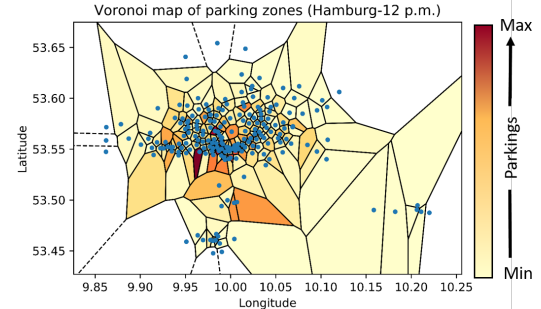 Voronoi map of parking zones (Hamburg-12 p.m.)
Max
53.65
53.60
53.55
53.50
53.45
Latitude
Parkings
Min
9.85 9.90 9.95 10.00 10.05 10.10 10.15 10.20 10.25
Longitude